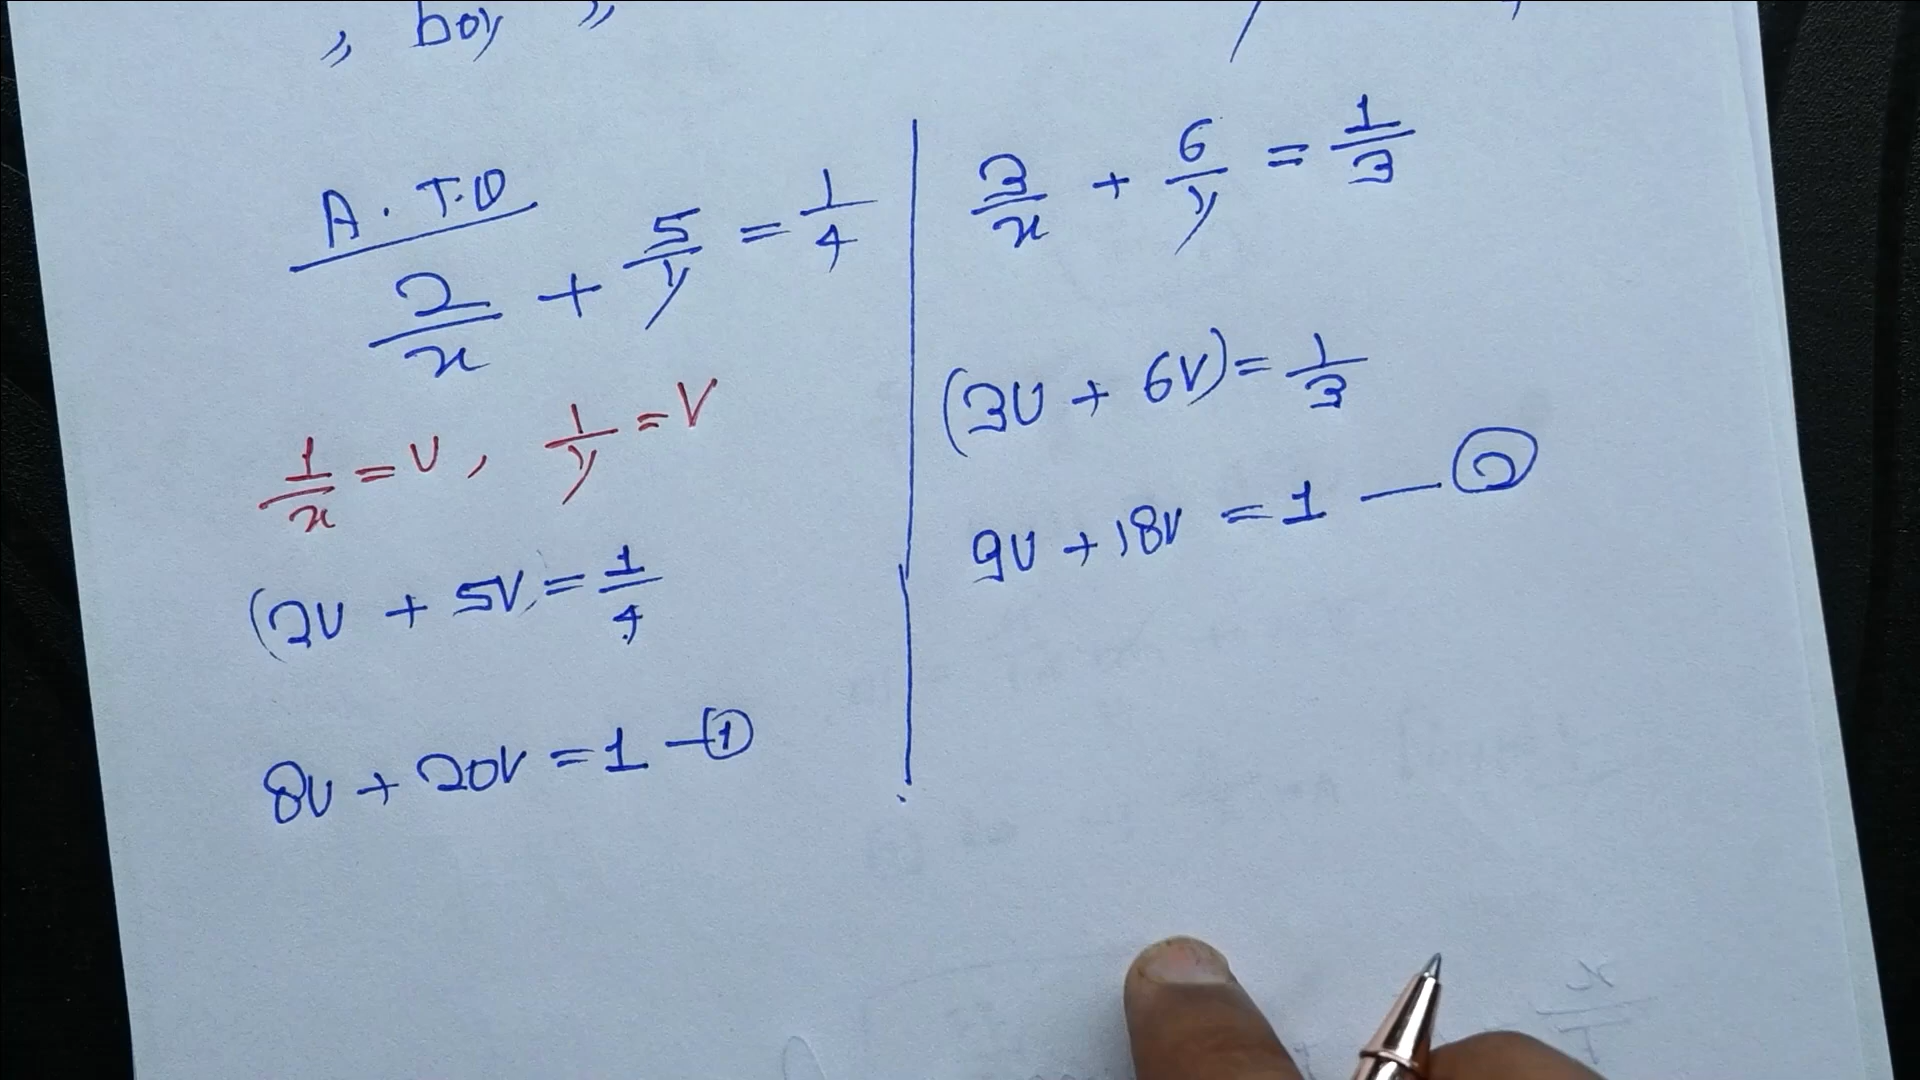 " boy "
A.T.Q
2/x + 5/y = 1/4
1/x = U, 1/y = V
(2U + 5V) = 1/4
8U + 20V = 1 — ①
3/x + 6/y = 1/3
(3U + 6V) = 1/3
9U + 18V = 1 — ②